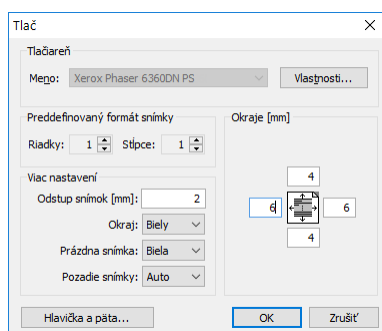 Tlač
Tlačiareň
Meno: Xerox Phaser 6360DN PS Vlastnosti...
Preddefinovaný formát snímky
Riadky: 1 Stĺpce: 1
Viac nastavení
Odstup snímok [mm]: 2
Okraj: Biely
Prázdna snímka: Biela
Pozadie snímky: Auto
Okraje [mm]
4
6 6
4
Hlavička a päta... OK Zrušiť